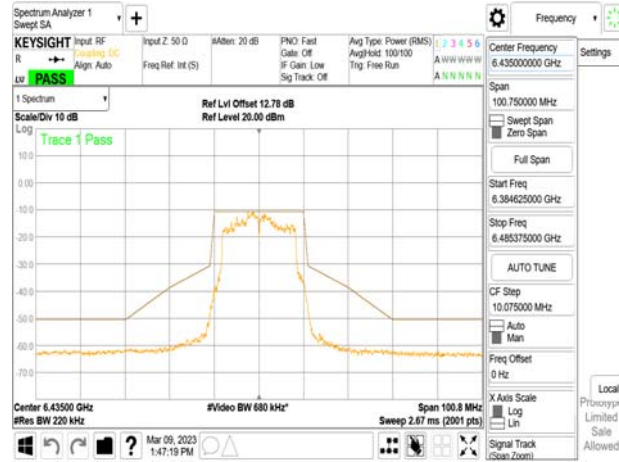 Spectrum Analyzer 1
Swept SA
+
Frequency
KEYSIGHT
R
LV PASS
Input: RF
Coupling: DC
Align: Auto
Input Z: 50 Ω
Freq Ref: Int (S)
#Atten: 20 dB
PNO: Fast
Gate: Off
IF Gain: Low
Sig Track: Off
Avg Type: Power (RMS)
Avg|Hold: 100/100
Trig: Free Run
1 2 3 4 5 6
A W W W W W
A N N N N N
1 Spectrum
Scale/Div 10 dB
Ref Lvl Offset 12.78 dB
Ref Level 20.00 dBm
Log
Trace 1 Pass
10.0
0.00
-10.0
-20.0
-30.0
-40.0
-50.0
-60.0
-70.0
Center 6.43500 GHz
#Res BW 220 kHz
#Video BW 680 kHz*
Span 100.8 MHz
Sweep 2.67 ms (2001 pts)
?
Mar 09, 2023
1:47:19 PM
Center Frequency
6.435000000 GHz
Span
100.750000 MHz
Swept Span
Zero Span
Full Span
Start Freq
6.384625000 GHz
Stop Freq
6.485375000 GHz
AUTO TUNE
CF Step
10.075000 MHz
Auto
Man
Freq Offset
0 Hz
X Axis Scale
Log
Lin
Signal Track
(Span Zoom)
Settings
Local
Prototype
Limited
Sale
Allowed